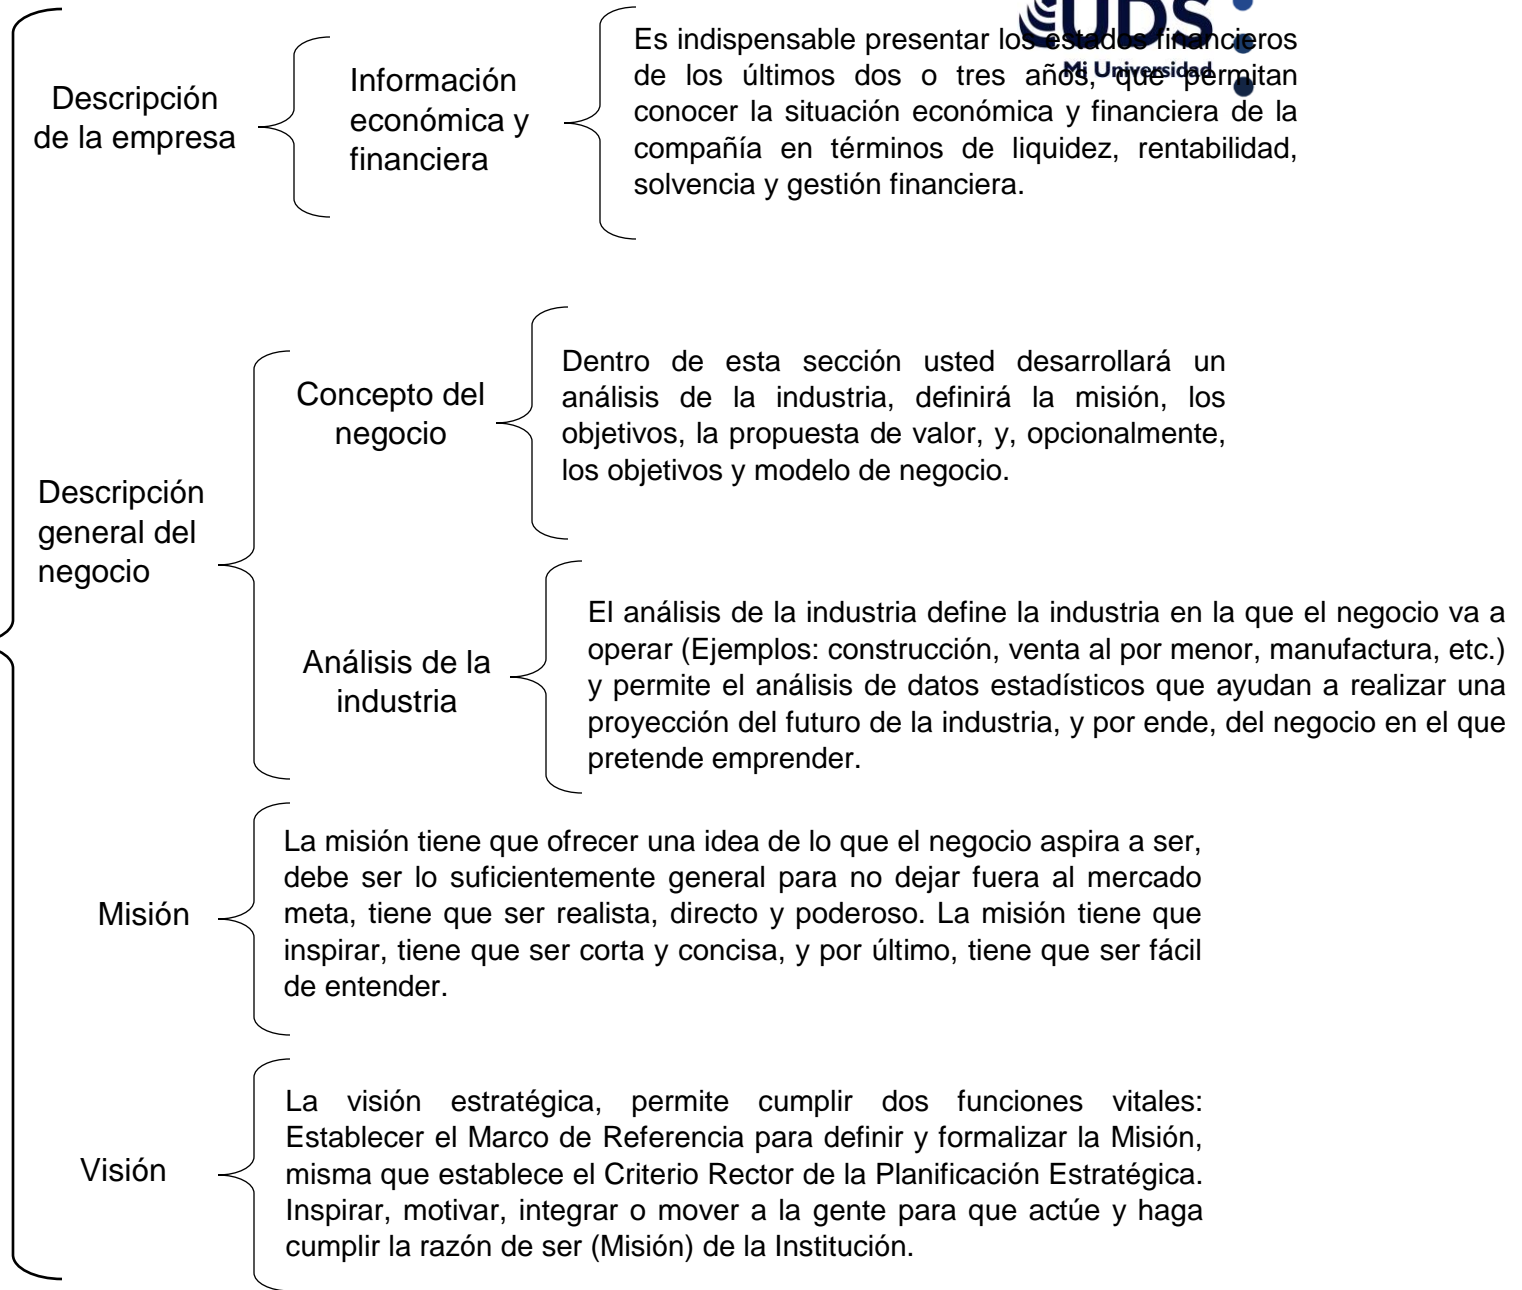 UDS
Mi Universidad
Descripción
de la empresa
Información
económica y
financiera
Es indispensable presentar los estados financieros
de los últimos dos o tres años, que permitan
conocer la situación económica y financiera de la
compañía en términos de liquidez, rentabilidad,
solvencia y gestión financiera.
Descripción
general del
negocio
Concepto del
negocio
Dentro de esta sección usted desarrollará un
análisis de la industria, definirá la misión, los
objetivos, la propuesta de valor, y, opcionalmente,
los objetivos y modelo de negocio.
Análisis de la
industria
El análisis de la industria define la industria en la que el negocio va a
operar (Ejemplos: construcción, venta al por menor, manufactura, etc.)
y permite el análisis de datos estadísticos que ayudan a realizar una
proyección del futuro de la industria, y por ende, del negocio en el que
pretende emprender.
Misión
La misión tiene que ofrecer una idea de lo que el negocio aspira a ser,
debe ser lo suficientemente general para no dejar fuera al mercado
meta, tiene que ser realista, directo y poderoso. La misión tiene que
inspirar, tiene que ser corta y concisa, y por último, tiene que ser fácil
de entender.
Visión
La visión estratégica, permite cumplir dos funciones vitales:
Establecer el Marco de Referencia para definir y formalizar la Misión,
misma que establece el Criterio Rector de la Planificación Estratégica.
Inspirar, motivar, integrar o mover a la gente para que actúe y haga
cumplir la razón de ser (Misión) de la Institución.